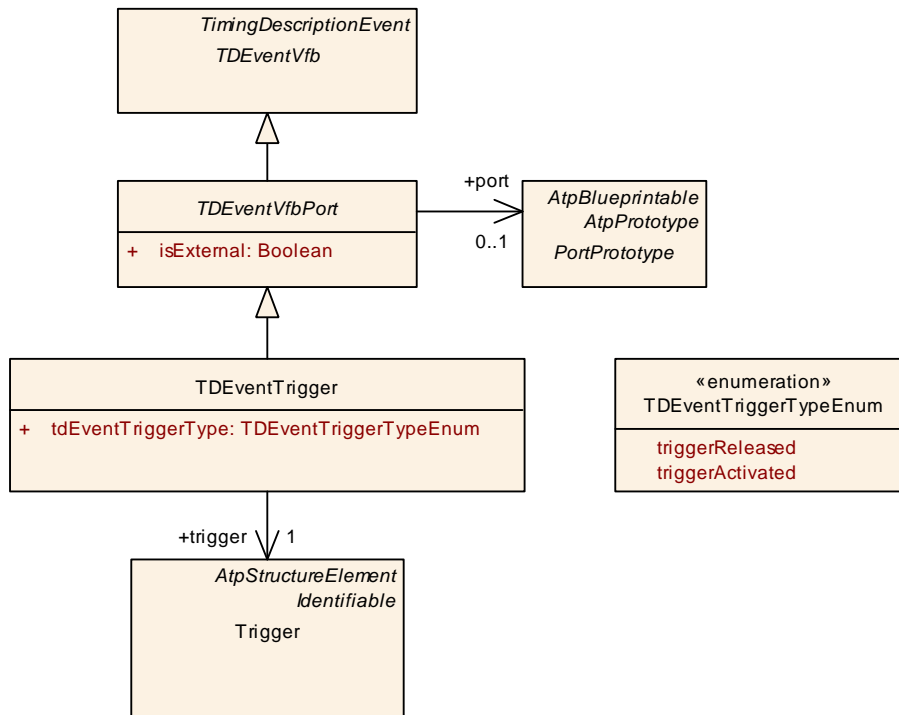 TimingDescriptionEvent
TDEventVfb
TDEventVfbPort
+ isExternal: Boolean
+port
0..1
AtpBlueprintable
AtpPrototype
PortPrototype
TDEventTrigger
+ tdEventTriggerType: TDEventTriggerTypeEnum
«enumeration»
TDEventTriggerTypeEnum
triggerReleased
triggerActivated
+trigger 1
AtpStructureElement
Identifiable
Trigger